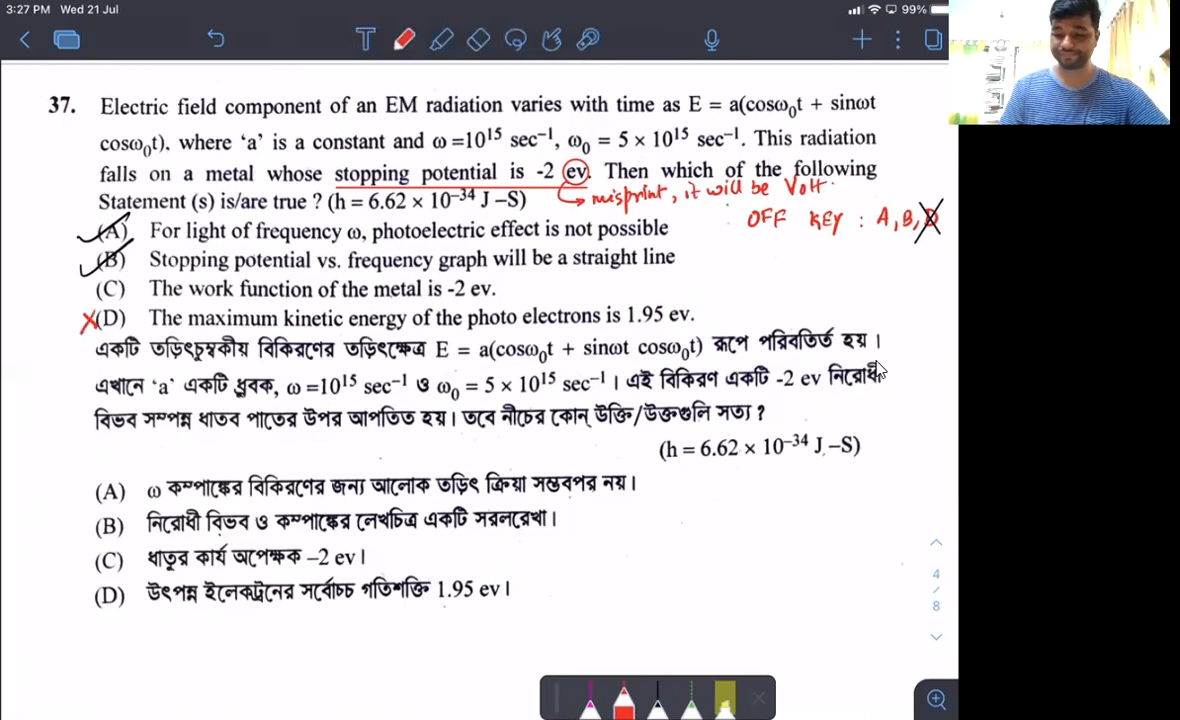 3:27 PM Wed 21 Jul
99%
37. Electric field component of an EM radiation varies with time as E = a(cosω₀t + sinωt
cosω₀t), where ‘a’ is a constant and ω =10¹⁵ sec⁻¹, ω₀ = 5 × 10¹⁵ sec⁻¹. This radiation
falls on a metal whose stopping potential is -2 ev. Then which of the following
Statement (s) is/are true ? (h = 6.62 × 10⁻³⁴ J –S)
misprint, it will be Volt.
OFF KEY : A, B, D
(A) For light of frequency ω, photoelectric effect is not possible
(B) Stopping potential vs. frequency graph will be a straight line
(C) The work function of the metal is -2 ev.
(D) The maximum kinetic energy of the photo electrons is 1.95 ev.
একটি তড়িৎচুম্বকীয় বিকিরণের তড়িৎক্ষেত্র E = a(cosω₀t + sinωt cosω₀t) রূপে পরিবর্তিত হয়।
এখানে ‘a’ একটি ধ্রুবক, ω =10¹⁵ sec⁻¹ ও ω₀ = 5 × 10¹⁵ sec⁻¹। এই বিকিরণ একটি -2 ev নিরোধী
বিভব সম্পন্ন ধাতব পাতের উপর আপতিত হয়। তবে নীচের কোন্ উক্তি/উক্তগুলি সত্য ?
(h = 6.62 × 10⁻³⁴ J –S)
(A) ω কম্পাঙ্কের বিকিরণের জন্য আলোক তড়িৎ ক্রিয়া সম্ভবপর নয়।
(B) নিরোধী বিভব ও কম্পাঙ্কের লেখচিত্র একটি সরলরেখা।
(C) ধাতুর কার্য অপেক্ষক –2 ev।
(D) উৎপন্ন ইলেকট্রনের সর্বোচ্চ গতিশক্তি 1.95 ev।
4
/
8